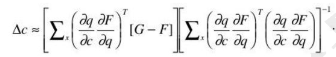 Δc ≈ [ ∑ₓ ( ∂q/∂c ∂F/∂q )ᵀ [G − F] ] [ ∑ₓ ( ∂q/∂c ∂F/∂q )ᵀ ( ∂q/∂c ∂F/∂q ) ]⁻¹.